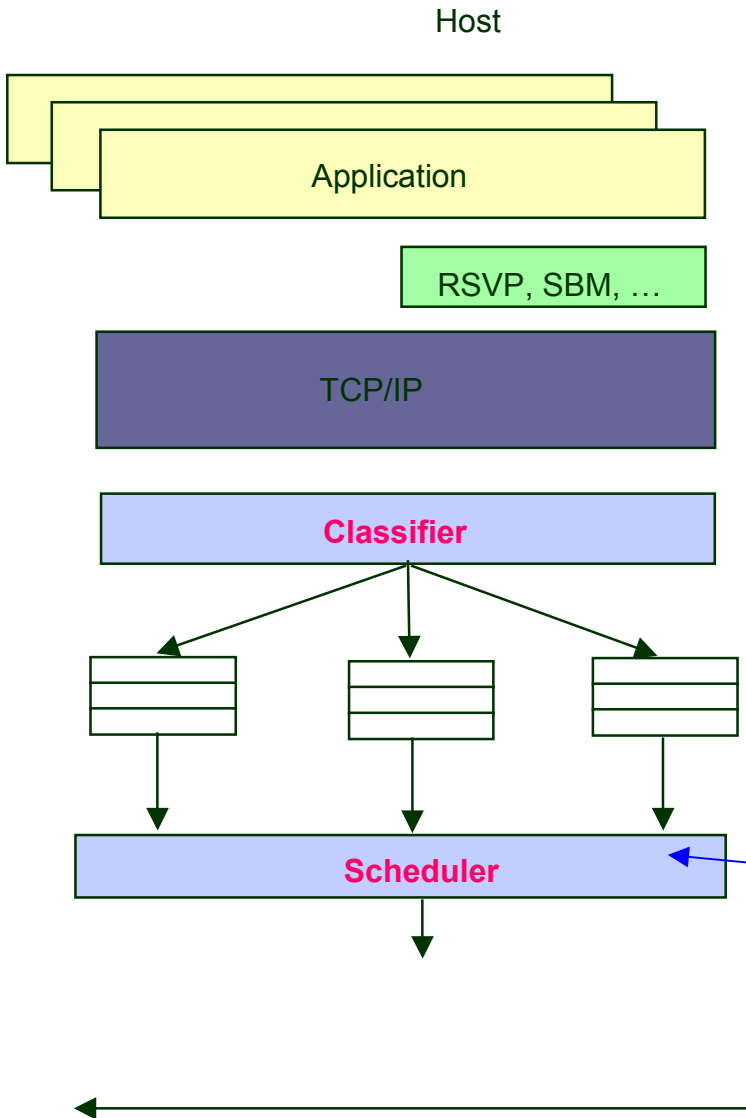 Host
Application
RSVP, SBM, …
TCP/IP
Classifier
Scheduler